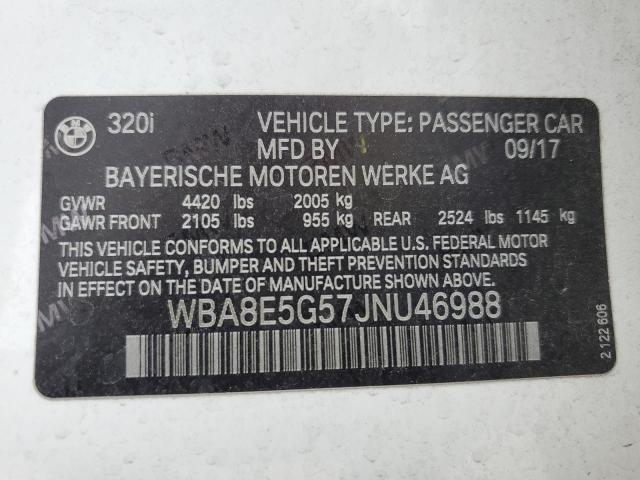 BMW 320i VEHICLE TYPE: PASSENGER CAR
MFD BY 09/17
BAYERISCHE MOTOREN WERKE AG
GVWR 4420 lbs 2005 kg
GAWR FRONT 2105 lbs 955 kg REAR 2524 lbs 1145 kg
THIS VEHICLE CONFORMS TO ALL APPLICABLE U.S. FEDERAL MOTOR
VEHICLE SAFETY, BUMPER AND THEFT PREVENTION STANDARDS IN
EFFECT ON THE DATE OF MANUFACTURE SHOWN ABOVE.
WBA8E5G57JNU46988
2 122 606